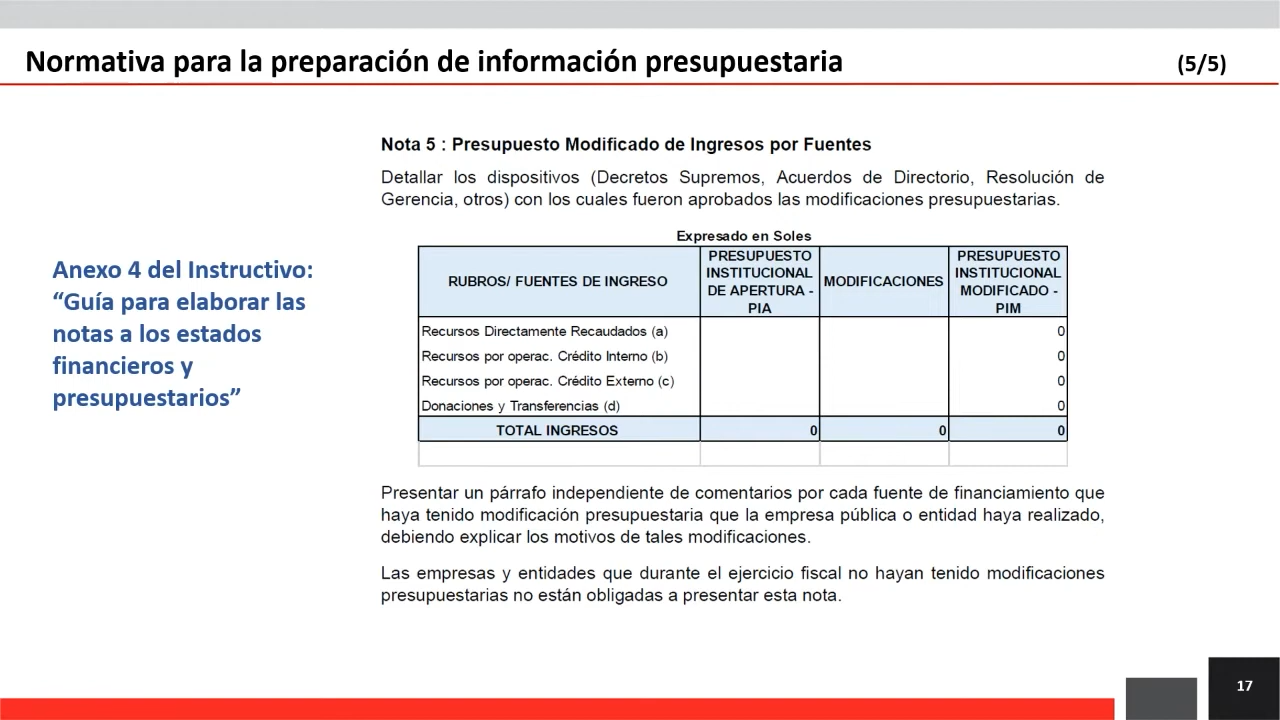 Normativa para la preparación de información presupuestaria (5/5)
Anexo 4 del Instructivo:
“Guía para elaborar las
notas a los estados
financieros y
presupuestarios”
Nota 5 : Presupuesto Modificado de Ingresos por Fuentes
Detallar los dispositivos (Decretos Supremos, Acuerdos de Directorio, Resolución de
Gerencia, otros) con los cuales fueron aprobados las modificaciones presupuestarias.
Expresado en Soles
RUBROS/ FUENTES DE INGRESO
PRESUPUESTO
INSTITUCIONAL
DE APERTURA -
PIA
MODIFICACIONES
PRESUPUESTO
INSTITUCIONAL
MODIFICADO -
PIM
Recursos Directamente Recaudados (a) 0
Recursos por operac. Crédito Interno (b) 0
Recursos por operac. Crédito Externo (c) 0
Donaciones y Transferencias (d) 0
TOTAL INGRESOS 0 0 0
Presentar un párrafo independiente de comentarios por cada fuente de financiamiento que
haya tenido modificación presupuestaria que la empresa pública o entidad haya realizado,
debiendo explicar los motivos de tales modificaciones.
Las empresas y entidades que durante el ejercicio fiscal no hayan tenido modificaciones
presupuestarias no están obligadas a presentar esta nota.
17